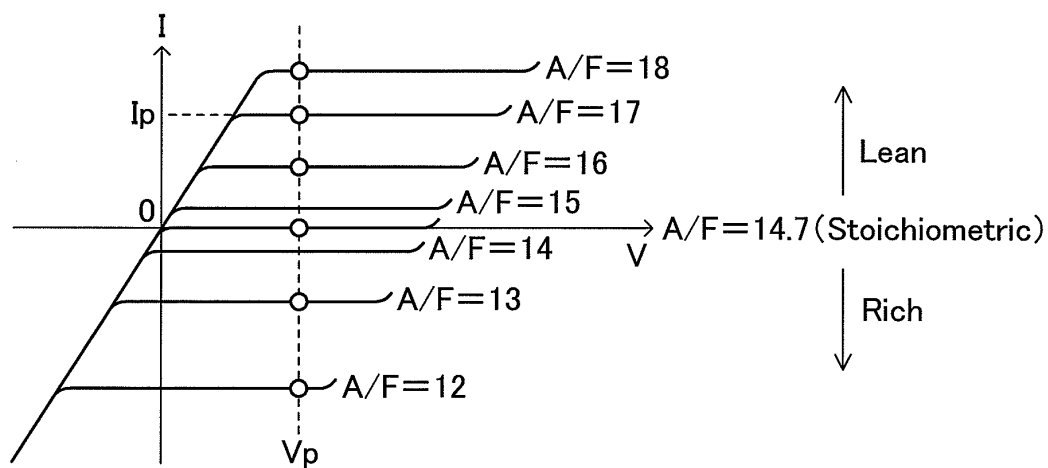 I
A/F=18
Ip
A/F=17
A/F=16
Lean
0
A/F=15
V
A/F=14.7(Stoichiometric)
A/F=14
A/F=13
Rich
A/F=12
Vp